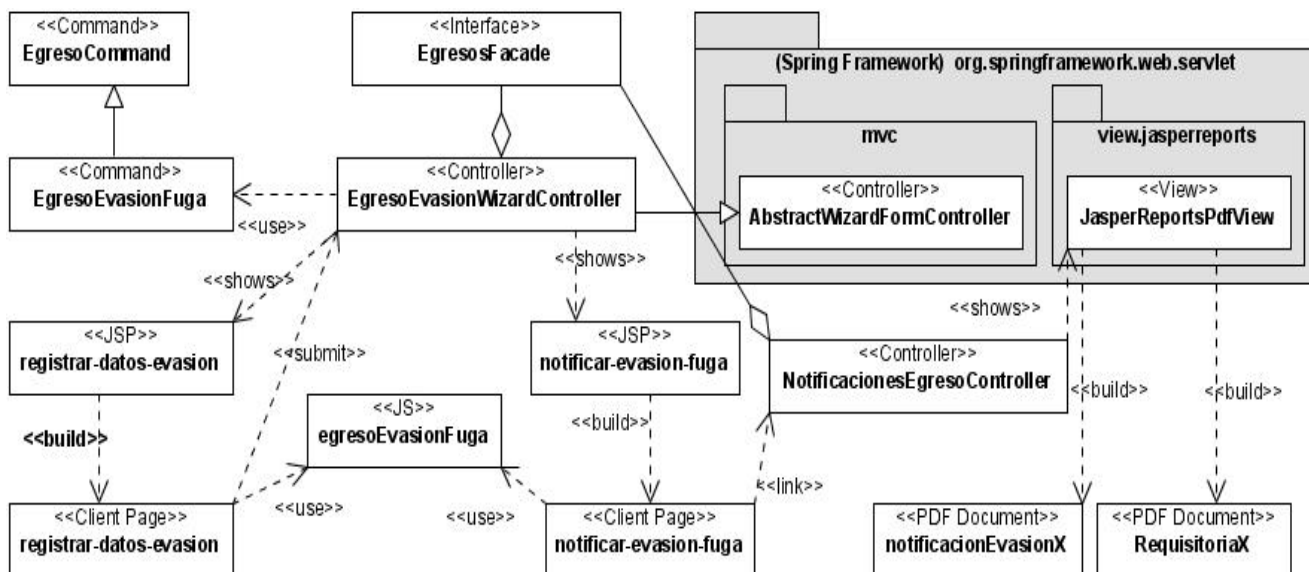 <<Command>>
EgresoCommand
<<Interface>>
EgresosFacade
(Spring Framework) org.springframework.web.servlet
mvc
view.jasperreports
<<Command>>
EgresoEvasionFuga
<<Controller>>
EgresoEvasionWizardController
<<Controller>>
AbstractWizardFormController
<<View>>
JasperReportsPdfView
<<use>>
<<shows>>
<<shows>>
<<shows>>
<<JSP>>
registrar-datos-evasion
<<submit>>
<<JSP>>
notificar-evasion-fuga
<<Controller>>
NotificacionesEgresoController
<<build>>
<<build>>
<<JS>>
egresoEvasionFuga
<<build>>
<<build>>
<<use>>
<<use>>
<<link>>
<<Client Page>>
registrar-datos-evasion
<<Client Page>>
notificar-evasion-fuga
<<PDF Document>>
notificacionEvasionX
<<PDF Document>>
RequisitoriaX